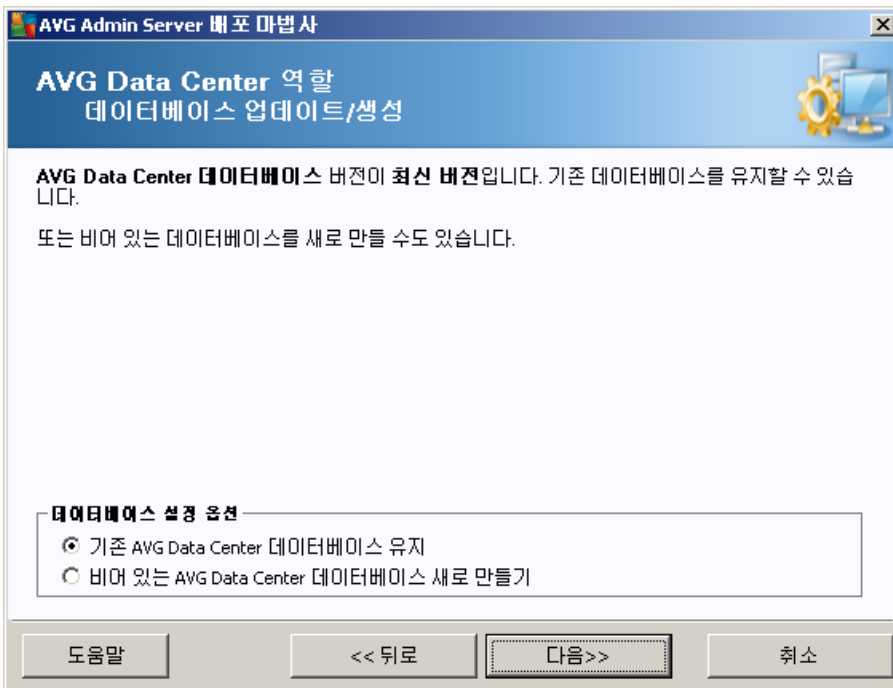 AVG Admin Server 배포 마법사
AVG Data Center 역할
데이터베이스 업데이트/생성
AVG Data Center 데이터베이스 버전이 최신 버전입니다. 기존 데이터베이스를 유지할 수 있습
니다.
또는 비어 있는 데이터베이스를 새로 만들 수도 있습니다.
데이터베이스 설정 옵션
기존 AVG Data Center 데이터베이스 유지
비어 있는 AVG Data Center 데이터베이스 새로 만들기
도움말
<< 뒤로
다음>>
취소